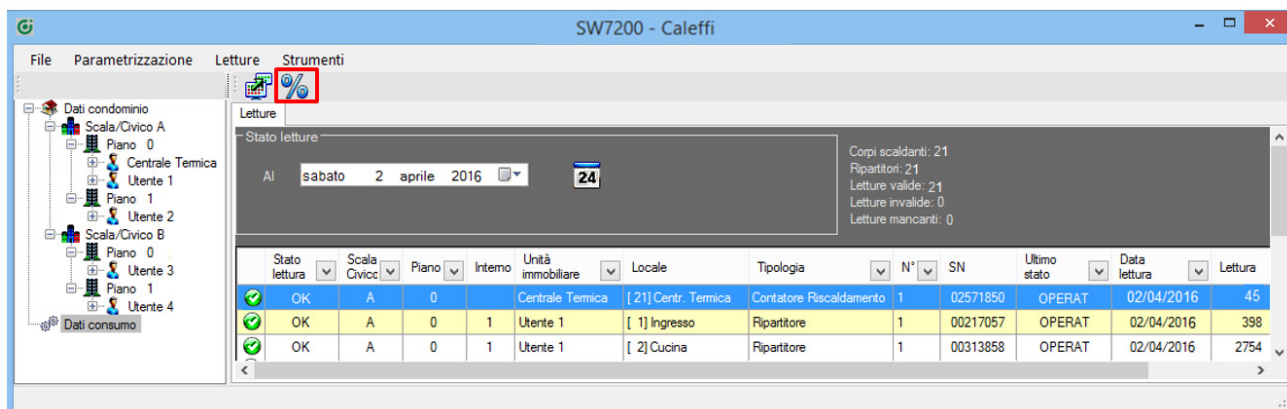 SW7200 - Caleffi
File Parametrizzazione Letture Strumenti
Dati condominio
Scala/Civico A
Piano 0
Centrale Termica
Utente 1
Piano 1
Utente 2
Scala/Civico B
Piano 0
Utente 3
Piano 1
Utente 4
Dati consumo
Letture
Stato letture
Al sabato 2 aprile 2016 24
Corpi scaldanti: 21
Ripartitori: 21
Letture valide: 21
Letture invalide: 0
Letture mancanti: 0
Stato lettura Scala Civicc Piano Interno Unità immobiliare Locale Tipologia N° SN Ultimo stato Data lettura Lettura
OK A 0 Centrale Termica [ 21] Centr. Termica Contatore Riscaldamento 1 02571850 OPERAT 02/04/2016 45
OK A 0 1 Utente 1 [ 1] Ingresso Ripartitore 1 00217057 OPERAT 02/04/2016 398
OK A 0 1 Utente 1 [ 2] Cucina Ripartitore 1 00313858 OPERAT 02/04/2016 2754